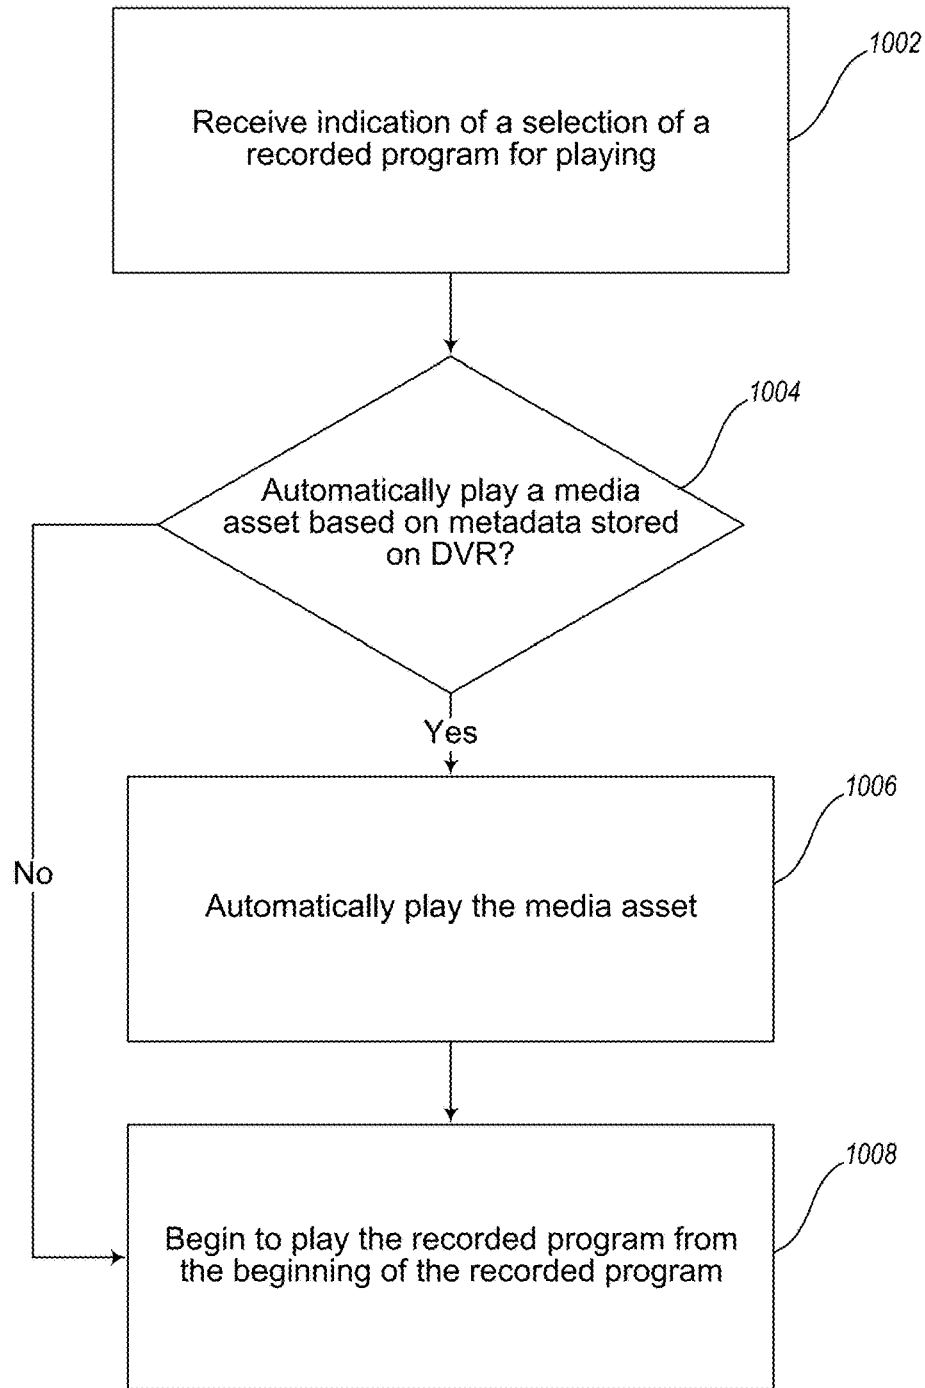 1002
Receive indication of a selection of a
recorded program for playing
1004
Automatically play a media
asset based on metadata stored
on DVR?
Yes
1006
No
Automatically play the media asset
1008
Begin to play the recorded program from
the beginning of the recorded program